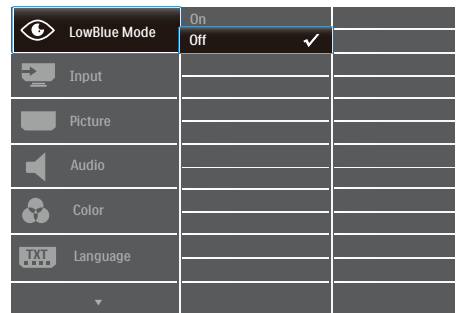 LowBlue Mode
On
Off
Input
Picture
Audio
Color
TXT
Language